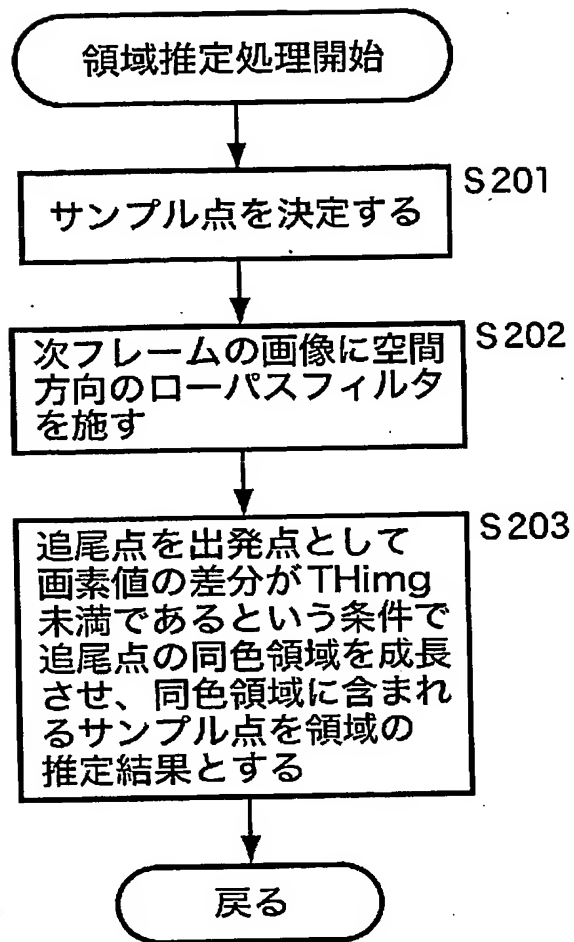 領域推定処理開始
S201
サンプル点を決定する
S202
次フレームの画像に空間
方向のローパスフィルタ
を施す
S203
追尾点を出発点として
画素値の差分がTHimg
未満であるという条件で
追尾点の同色領域を成長
させ、同色領域に含まれ
るサンプル点を領域の
推定結果とする
戻る